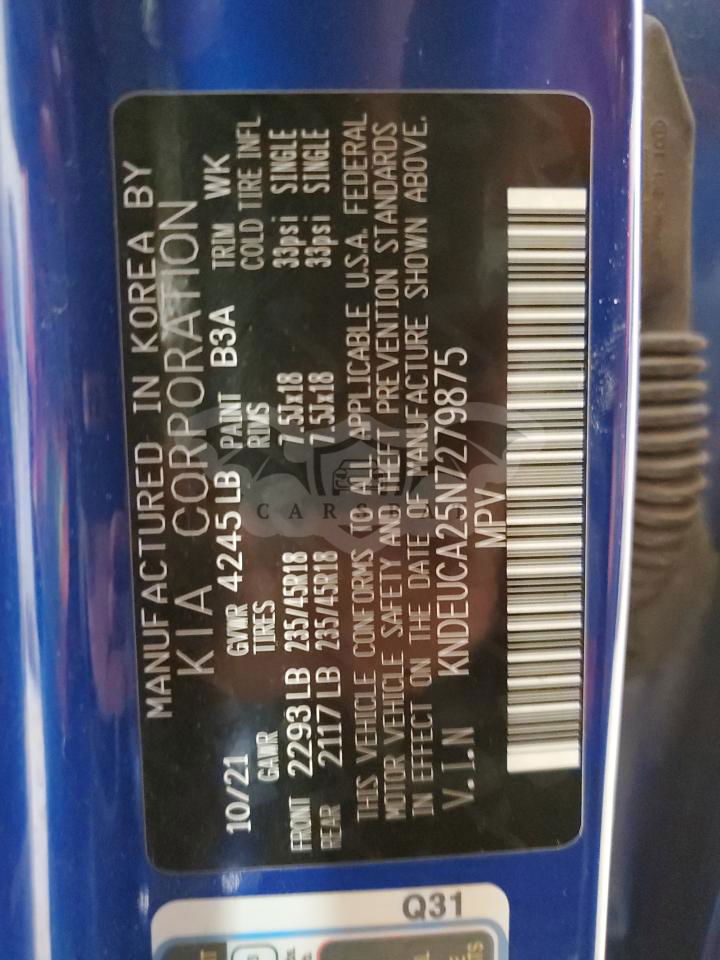 MANUFACTURED IN KOREA BY
KIA CORPORATION
10/21 GVWR 4245 LB PAINT B3A TRIM WK
GAWR TIRES RIMS COLD TIRE INFL
FRONT 2293 LB 235/45R18 7.5Jx18 33psi SINGLE
REAR 2117 LB 235/45R18 7.5Jx18 33psi SINGLE
THIS VEHICLE CONFORMS TO ALL APPLICABLE U.S.A. FEDERAL
MOTOR VEHICLE SAFETY AND THEFT PREVENTION STANDARDS
IN EFFECT ON THE DATE OF MANUFACTURE SHOWN ABOVE.
V.I.N KNDEUCA25N7279875
MPV
Q31